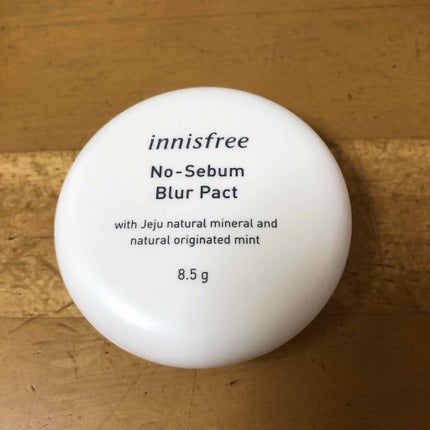 innisfree
No-Sebum
Blur Pact
with Jeju natural mineral and
natural originated mint
8.5 g